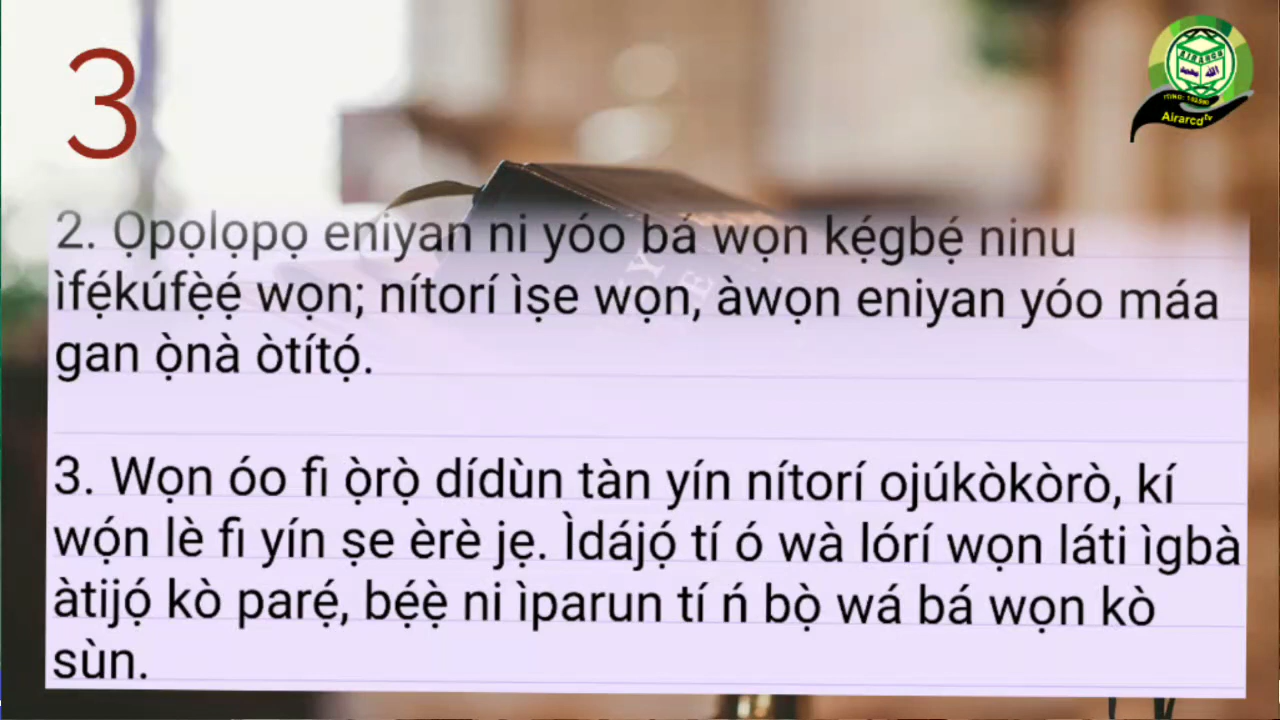 3
2. Ọpọlọpọ eniyan ni yóo bá wọn kẹ́gbẹ́ ninu
ìfẹ́kúfẹ̀ẹ́ wọn; nítorí ìṣe wọn, àwọn eniyan yóo máa
gan ọ̀nà òtítọ́.
3. Wọn óo fi ọ̀rọ̀ dídùn tàn yín nítorí ojúkòkòrò, kí
wọ́n lè fi yín ṣe èrè jẹ. Ìdájọ́ tí ó wà lórí wọn láti ìgbà
àtijọ́ kò parẹ́, bẹ́ẹ̀ ni ìparun tí ń bọ̀ wá bá wọn kò
sùn.
AIRARCD
Airarcd tv